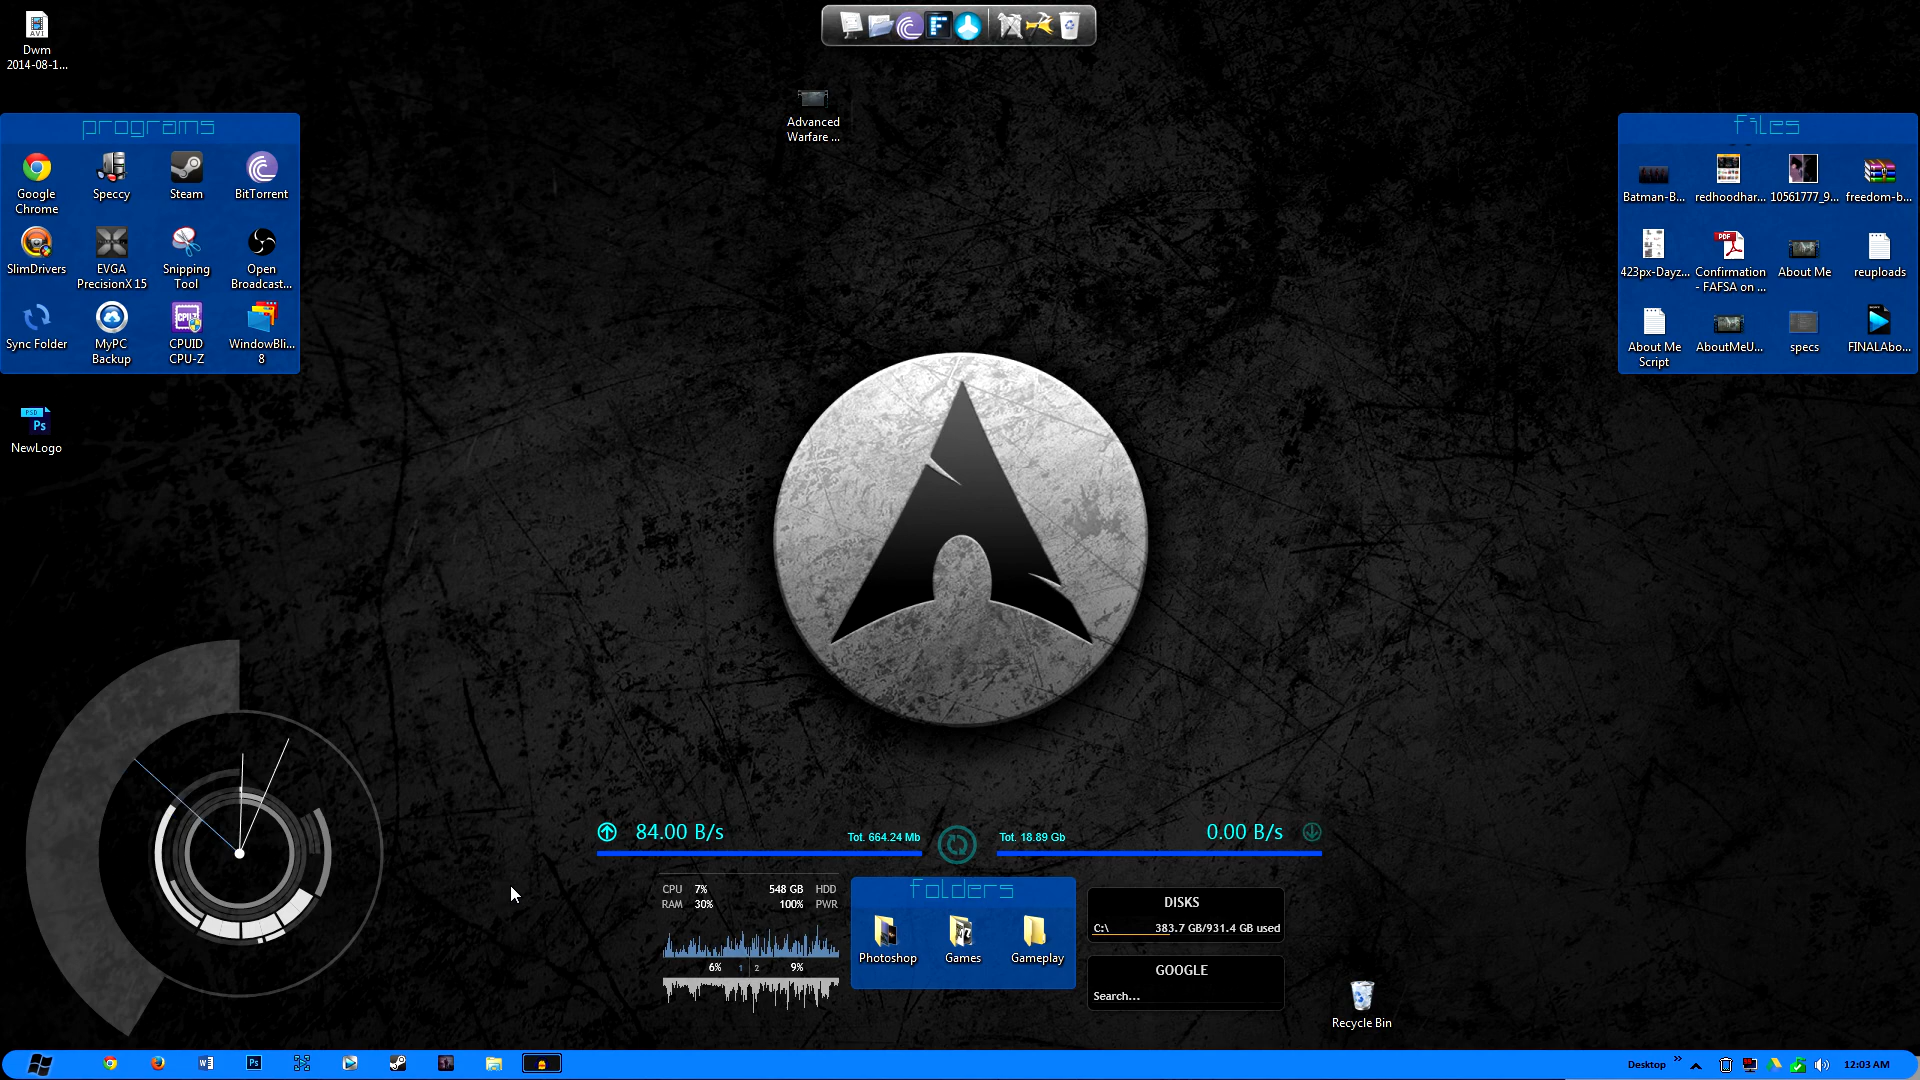 Dwm
2014-08-1...
Advanced
Warfare ...
programs
Google
Chrome
Speccy
Steam
BitTorrent
SlimDrivers
EVGA
PrecisionX 15
Snipping
Tool
Open
Broadcast...
Sync Folder
MyPC
Backup
CPUID
CPU-Z
WindowBli...
8
files
Batman-B...
redhoodhar...
10561777_9...
freedom-b...
423px-Dayz...
Confirmation
- FAFSA on ...
About Me
reuploads
About Me
Script
AboutMeU...
specs
FINALAbo...
NewLogo
84.00 B/s
Tot. 664.24 Mb
Tot. 18.89 Gb
0.00 B/s
CPU 7% 548 GB HDD
RAM 30% 100% PWR
6% 1 2 9%
folders
Photoshop
Games
Gameplay
DISKS
C:\ 383.7 GB/931.4 GB used
GOOGLE
Search...
Recycle Bin
Desktop
12:03 AM